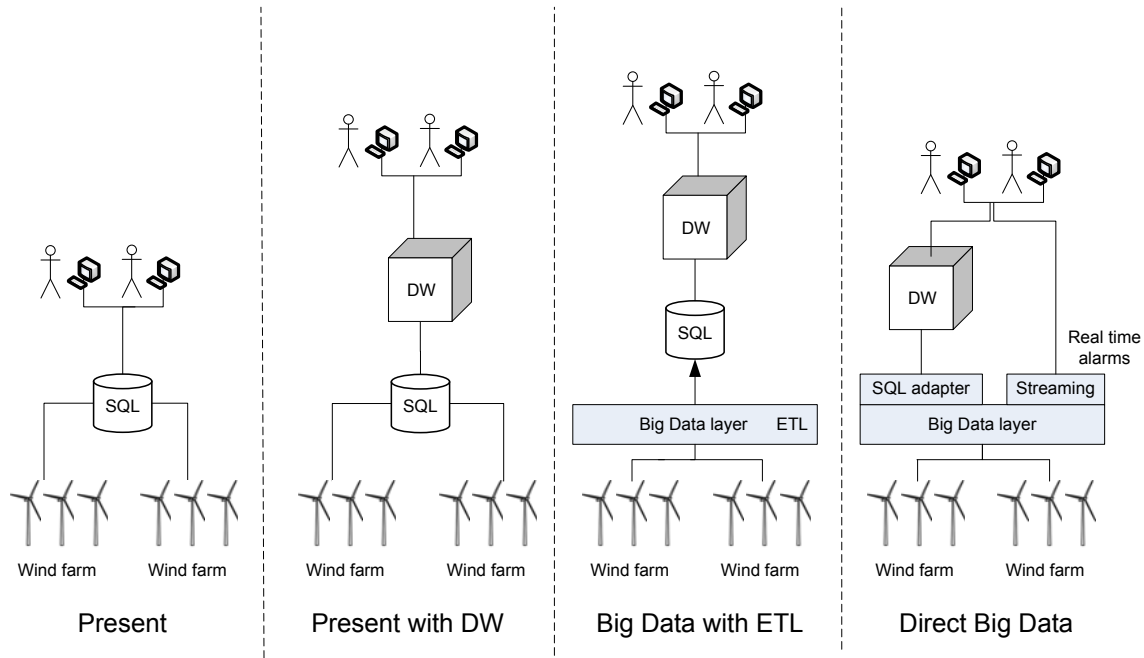 SQL
Wind farm
Wind farm
Present
DW
SQL
Wind farm
Wind farm
Present with DW
DW
SQL
Big Data layer ETL
Wind farm
Wind farm
Big Data with ETL
DW
Real time
alarms
SQL adapter
Streaming
Big Data layer
Wind farm
Wind farm
Direct Big Data